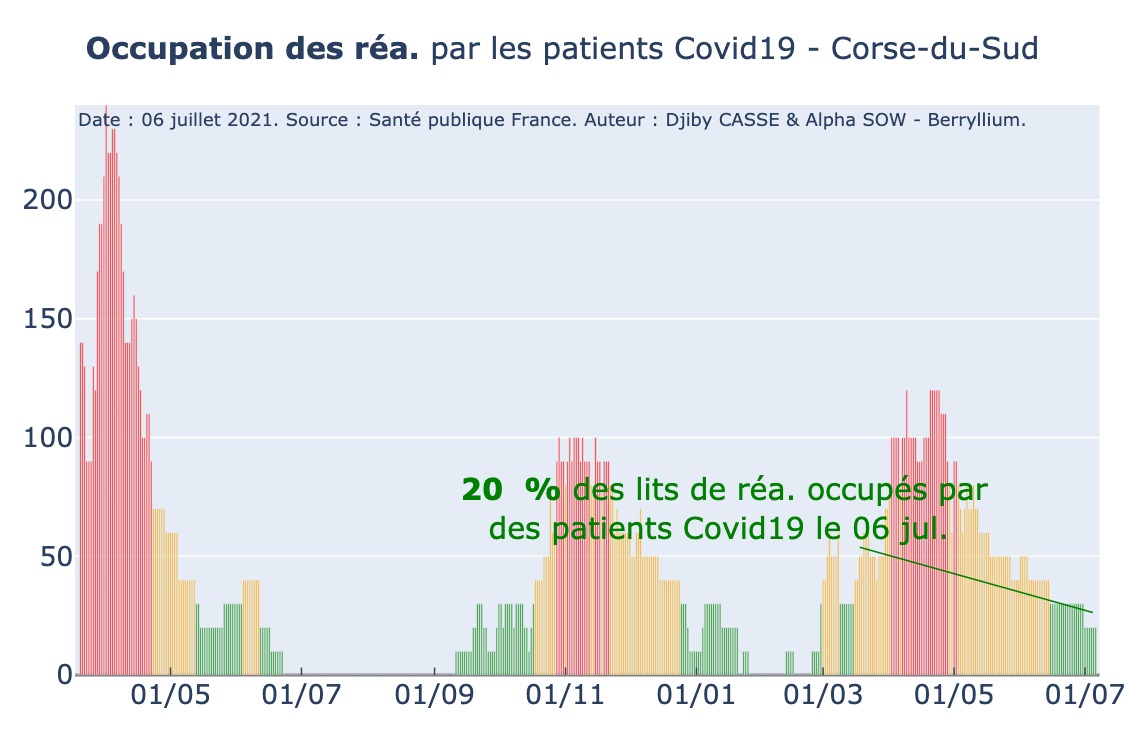 Occupation des réa. par les patients Covid19 - Corse-du-Sud
Date : 06 juillet 2021. Source : Santé publique France. Auteur : Djiby CASSE & Alpha SOW - Berryllium.
200
150
100
50
0
20 % des lits de réa. occupés par
des patients Covid19 le 06 jul.
01/05 01/07 01/09 01/11 01/01 01/03 01/05 01/07